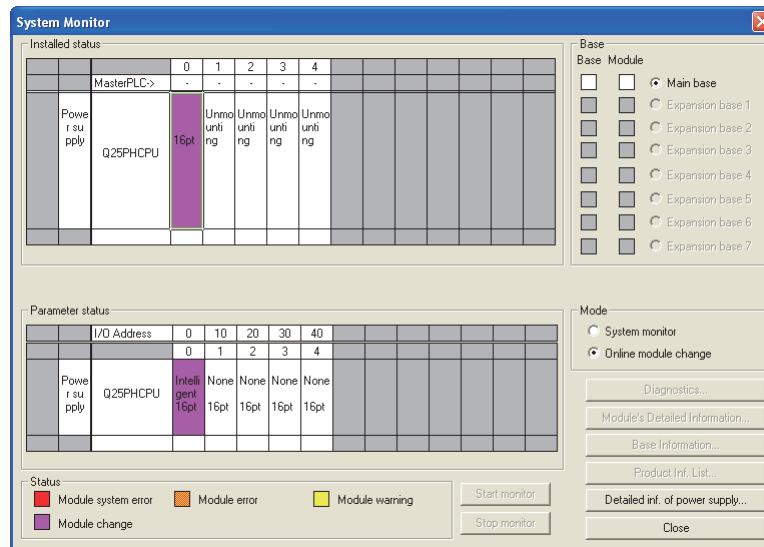 System Monitor
Installed status
0 1 2 3 4
MasterPLC-> - - - - -
Powe
r su
pply
Q25PHCPU
16pt
Unmo
unti
ng
Unmo
unti
ng
Unmo
unti
ng
Unmo
unti
ng
Base
Base Module
Main base
Expansion base 1
Expansion base 2
Expansion base 3
Expansion base 4
Expansion base 5
Expansion base 6
Expansion base 7
Parameter status
I/O Address 0 10 20 30 40
0 1 2 3 4
Powe
r su
pply
Q25PHCPU
Intelli
gent
16pt
None
16pt
None
16pt
None
16pt
None
16pt
Mode
System monitor
Online module change
Diagnostics...
Module's Detailed Information...
Base Information...
Product Inf. List...
Detailed inf. of power supply...
Close
Status
Module system error
Module error
Module warning
Module change
Start monitor
Stop monitor